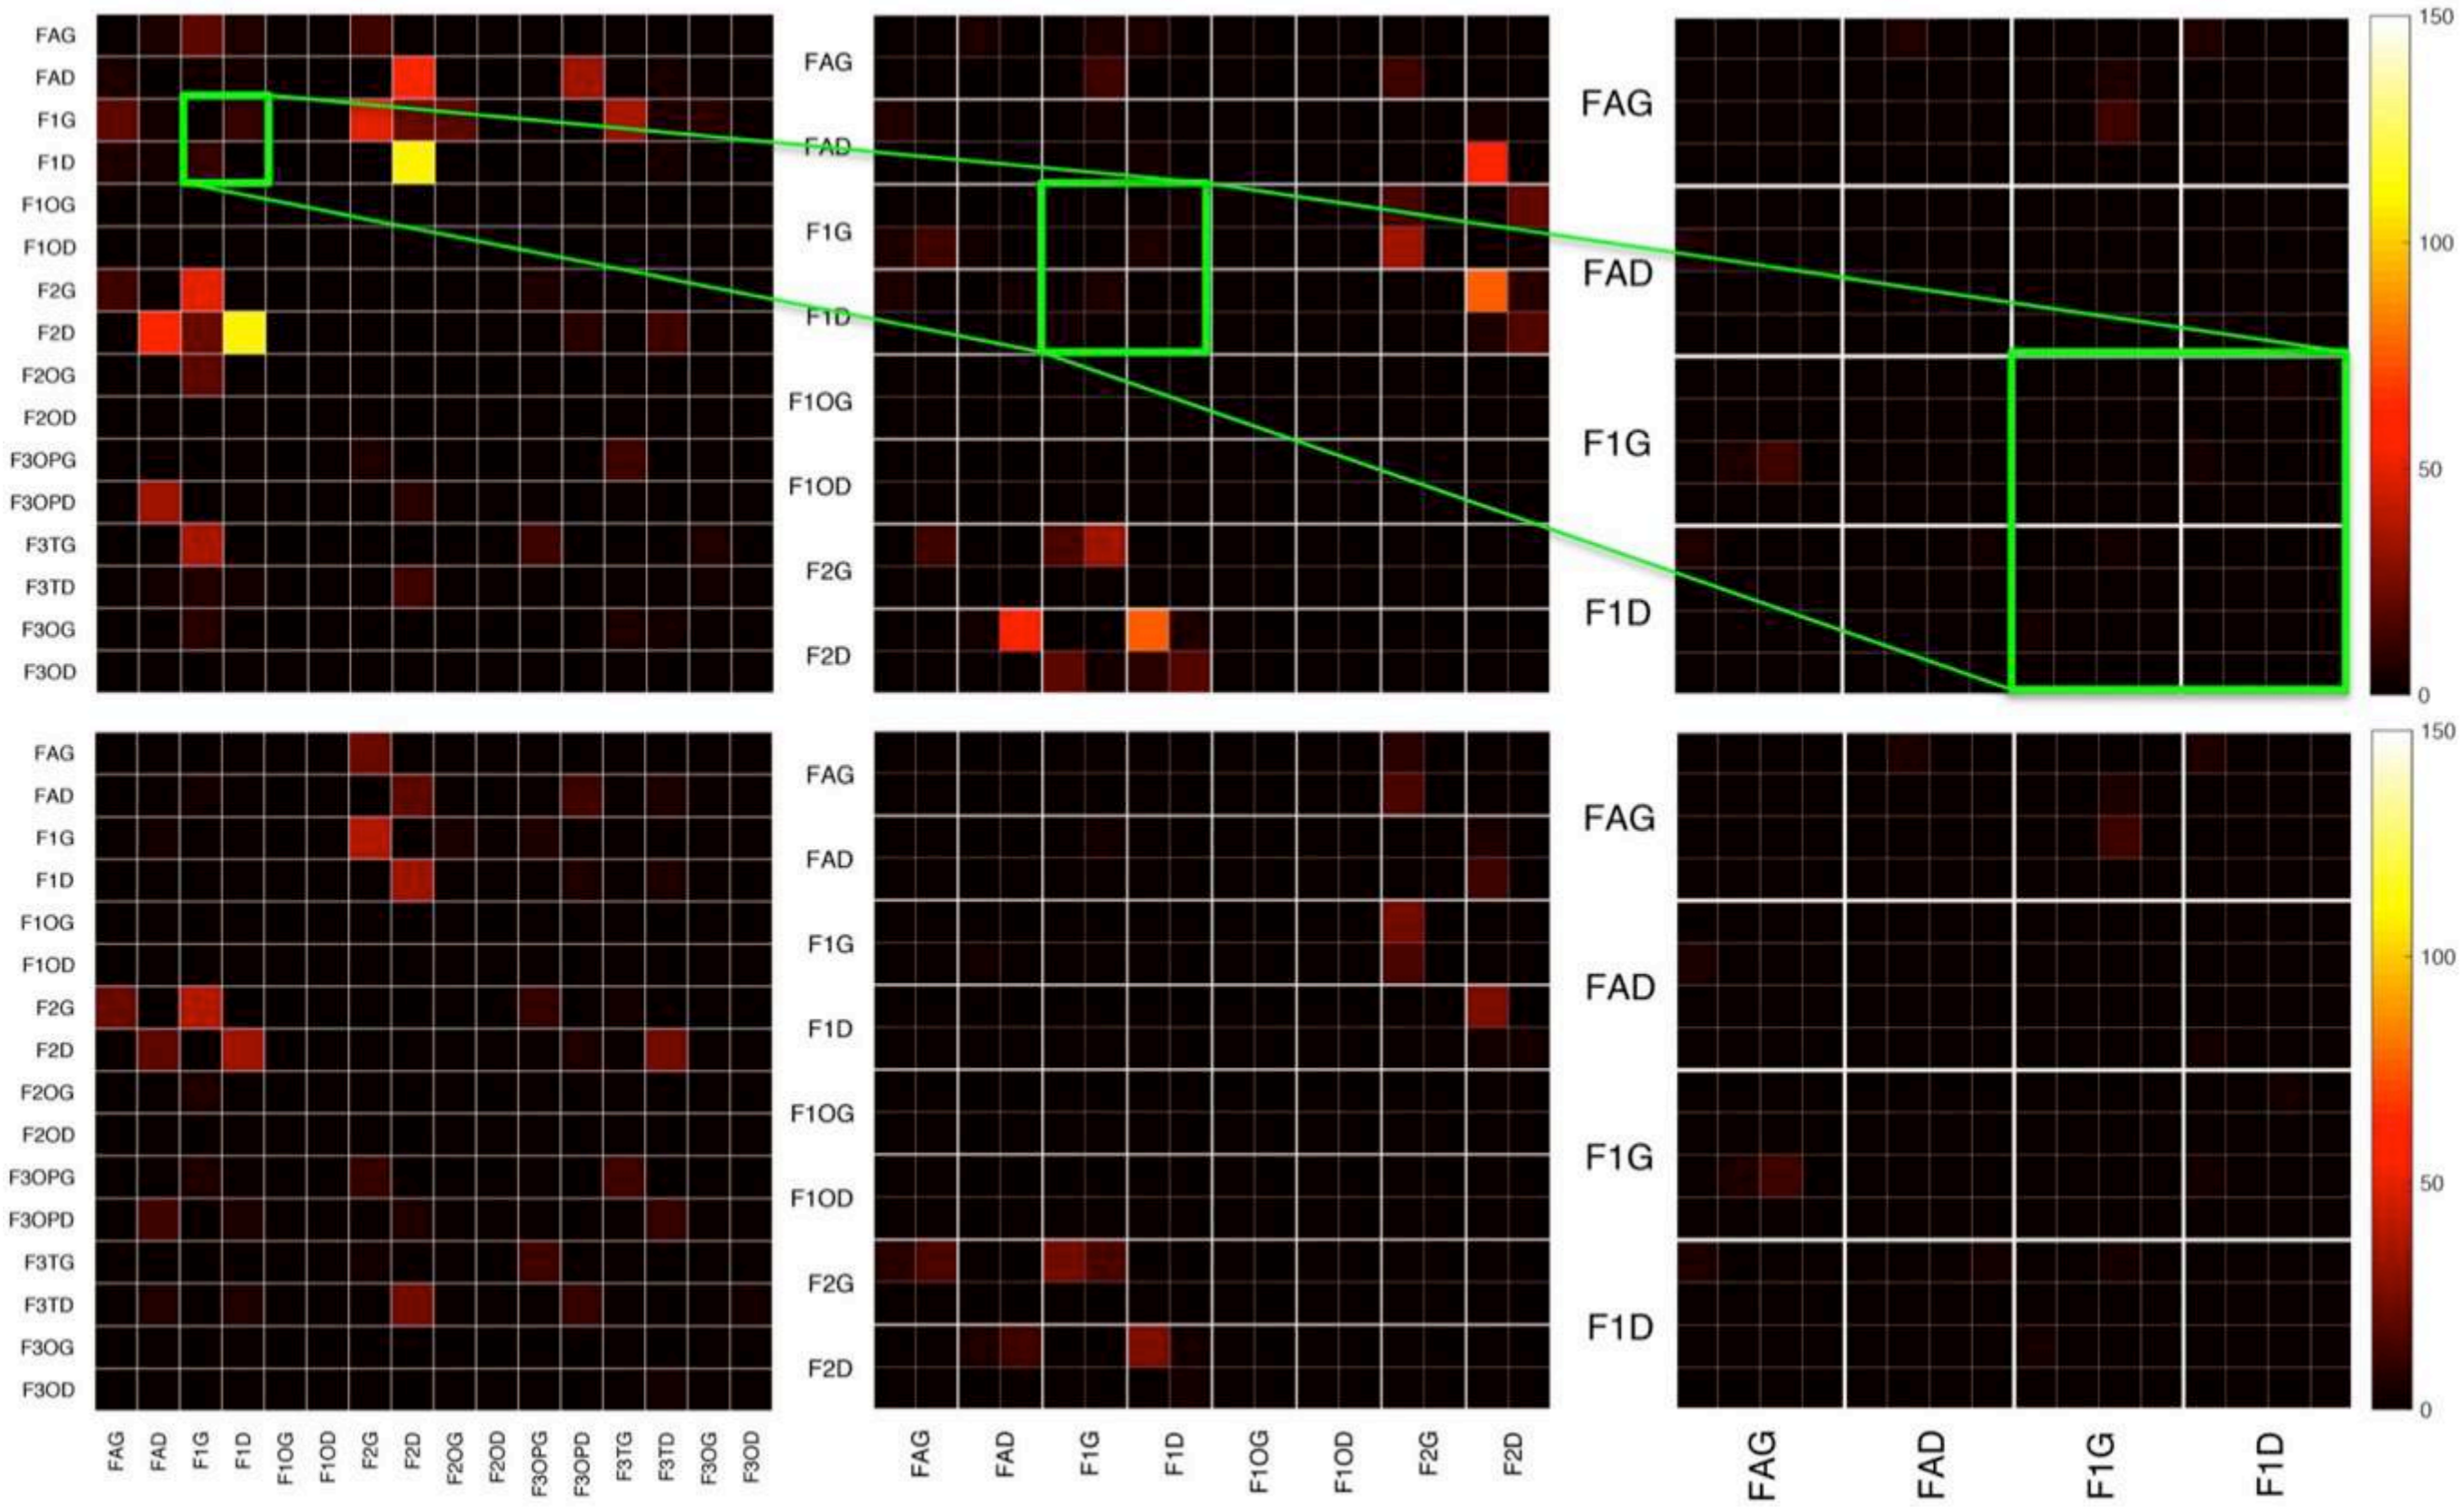 FAG
FAD
F1G
F1D
F1OG
F1OD
F2G
F2D
F2OG
F2OD
F3OPG
F3OPD
F3TG
F3TD
F3OG
F3OD
FAG
FAD
F1G
F1D
F1OG
F1OD
F2G
F2D
FAG
FAD
F1G
F1D
150
100
50
0
FAG
FAD
F1G
F1D
F1OG
F1OD
F2G
F2D
F2OG
F2OD
F3OPG
F3OPD
F3TG
F3TD
F3OG
F3OD
FAG FAD F1G F1D F1OG F1OD F2G F2D F2OG F2OD F3OPG F3OPD F3TG F3TD F3OG F3OD
FAG
FAD
F1G
F1D
F1OG
F1OD
F2G
F2D
FAG FAD F1G F1D F1OG F1OD F2G F2D
FAG
FAD
F1G
F1D
FAG FAD F1G F1D
150
100
50
0